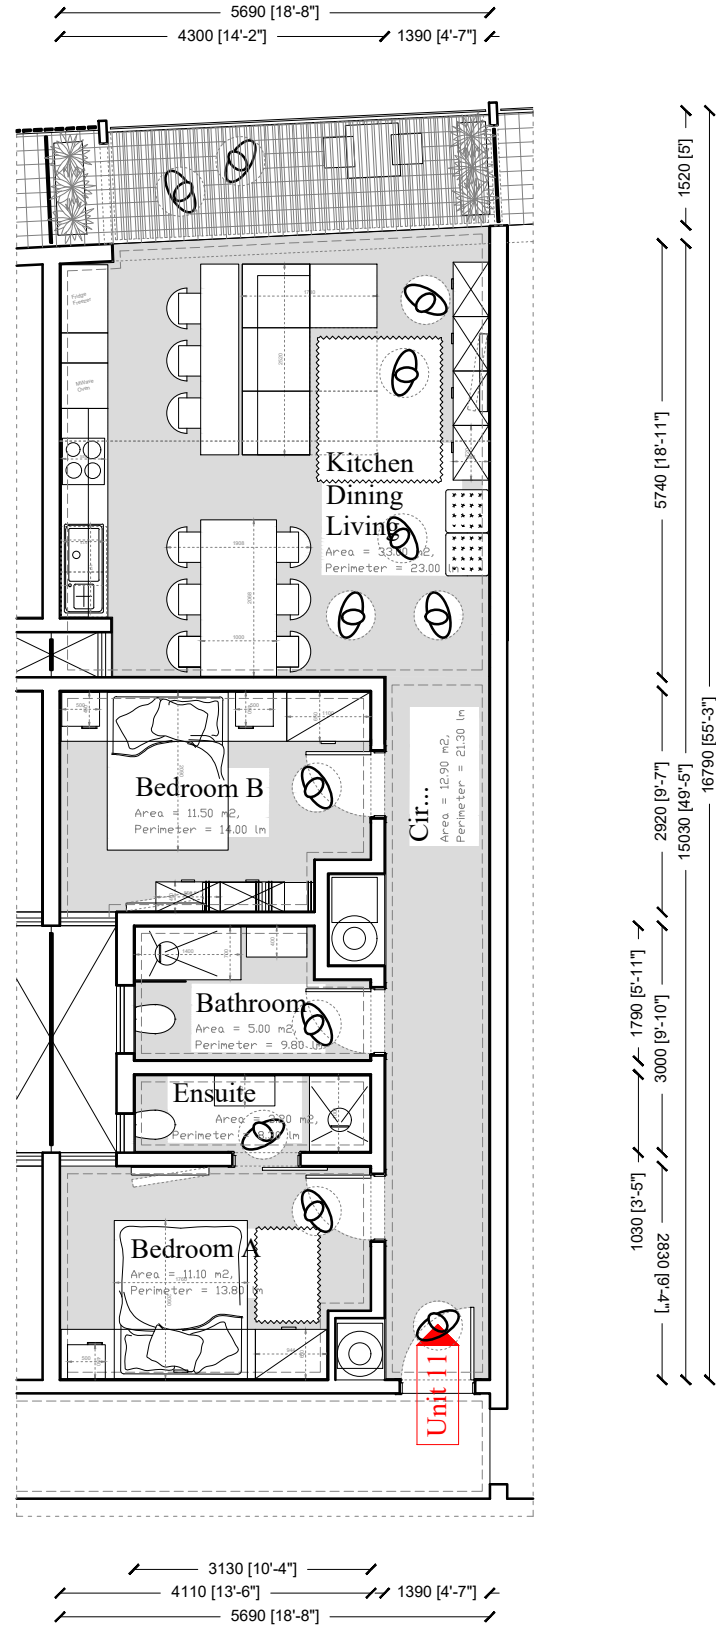 5690 [18'-8"]
4300 [14'-2"]
1390 [4'-7"]
1520 [5']
Fridge
Freezer
M/Wave
Oven
Kitchen
Dining
Living
Area = 33.00 m2,
Perimeter = 23.00 lm
5740 [18'-11"]
16790 [55'-3"]
15030 [49'-5"]
2920 [9'-7"]
Bedroom B
Area = 11.50 m2,
Perimeter = 14.00 lm
Cir...
Area = 12.90 m2,
Perimeter = 21.30 lm
Bathroom
Area = 5.00 m2,
Perimeter = 9.80 lm
1790 [5'-11"]
3000 [9'-10"]
Ensuite
Area =
m2,
Perimeter =
lm
1030 [3'-5"]
2830 [9'-4"]
Bedroom A
Area = 11.10 m2,
Perimeter = 13.80 lm
Unit 11
3130 [10'-4"]
4110 [13'-6"]
1390 [4'-7"]
5690 [18'-8"]